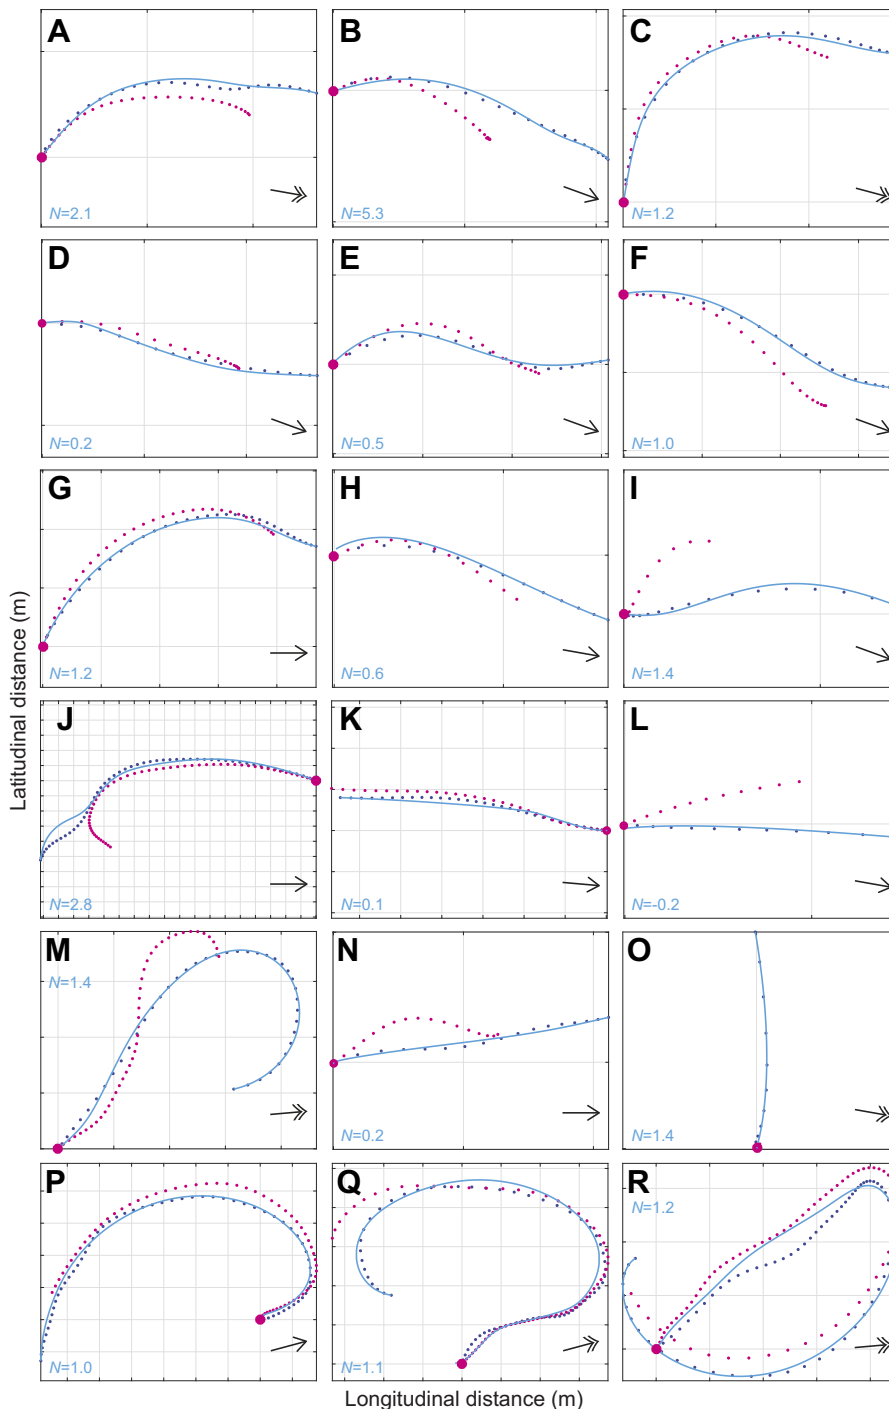 A
B
C
N=2.1
N=5.3
N=1.2
D
E
F
N=0.2
N=0.5
N=1.0
G
H
I
N=1.2
N=0.6
N=1.4
J
K
L
N=2.8
N=0.1
N=-0.2
M
N
O
N=1.4
N=0.2
N=1.4
P
Q
R
N=1.2
N=1.0
N=1.1
Latitudinal distance (m)
Longitudinal distance (m)